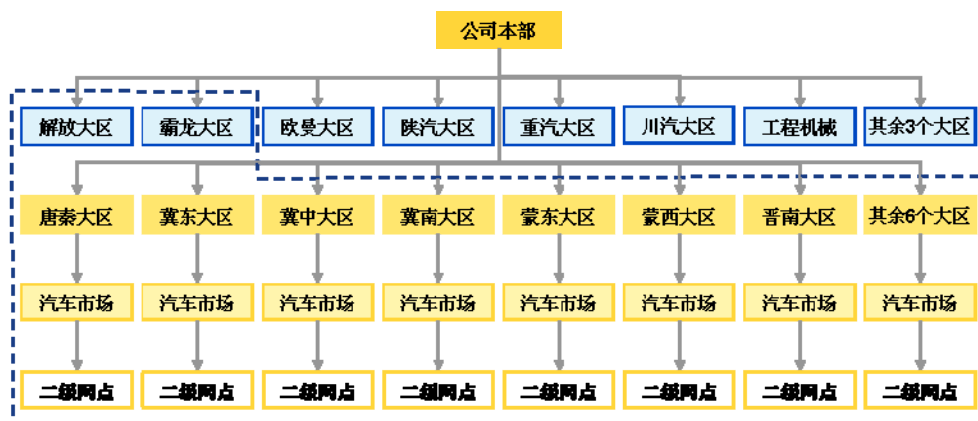 公司本部
解放大区 霸龙大区 欧曼大区 陕汽大区 重汽大区 川汽大区 工程机械 其余3个大区
唐秦大区 冀东大区 冀中大区 冀南大区 蒙东大区 蒙西大区 晋南大区 其余6个大区
汽车市场 汽车市场 汽车市场 汽车市场 汽车市场 汽车市场 汽车市场 汽车市场
二级网点 二级网点 二级网点 二级网点 二级网点 二级网点 二级网点 二级网点